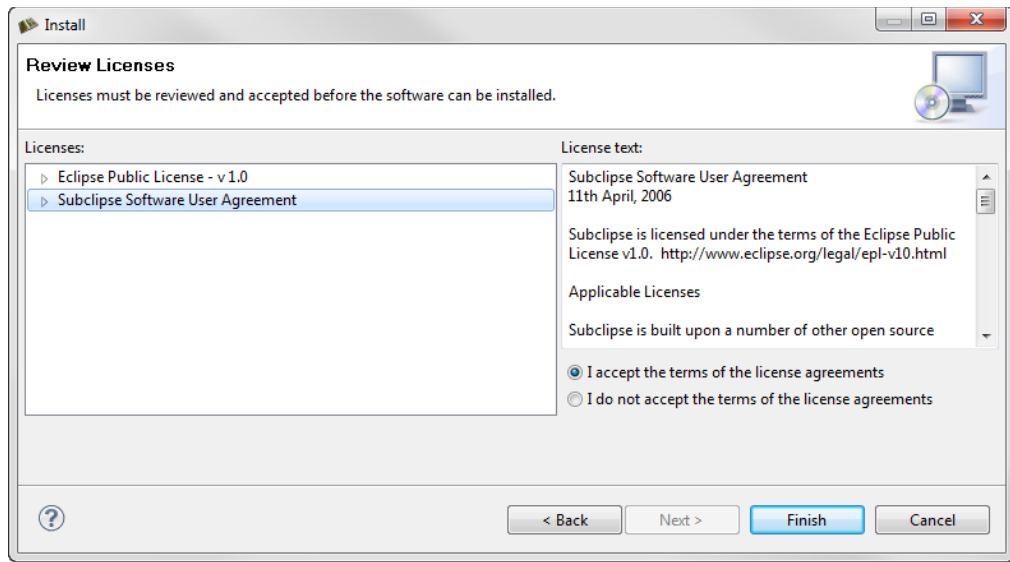 Install
Review Licenses
Licenses must be reviewed and accepted before the software can be installed.
Licenses:
Eclipse Public License - v 1.0
Subclipse Software User Agreement
License text:
Subclipse Software User Agreement
11th April, 2006
Subclipse is licensed under the terms of the Eclipse Public
License v1.0.  http://www.eclipse.org/legal/epl-v10.html
Applicable Licenses
Subclipse is built upon a number of other open source
I accept the terms of the license agreements
I do not accept the terms of the license agreements
?
< Back
Next >
Finish
Cancel